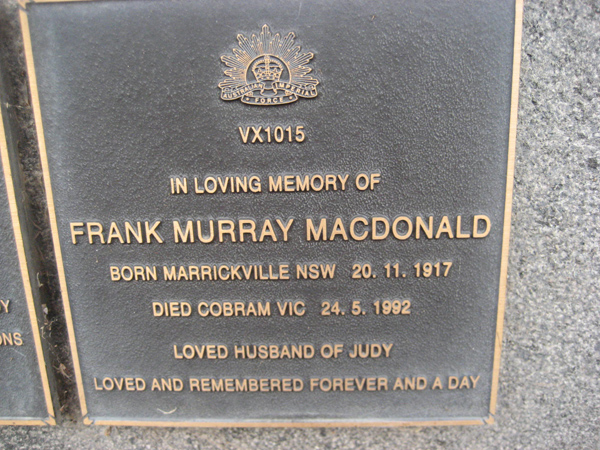 AUSTRALIAN IMPERIAL
FORCE
VX1015
IN LOVING MEMORY OF
FRANK MURRAY MACDONALD
BORN MARRICKVILLE NSW 20. 11. 1917
DIED COBRAM VIC 24. 5. 1992
LOVED HUSBAND OF JUDY
LOVED AND REMEMBERED FOREVER AND A DAY
Y
ONS